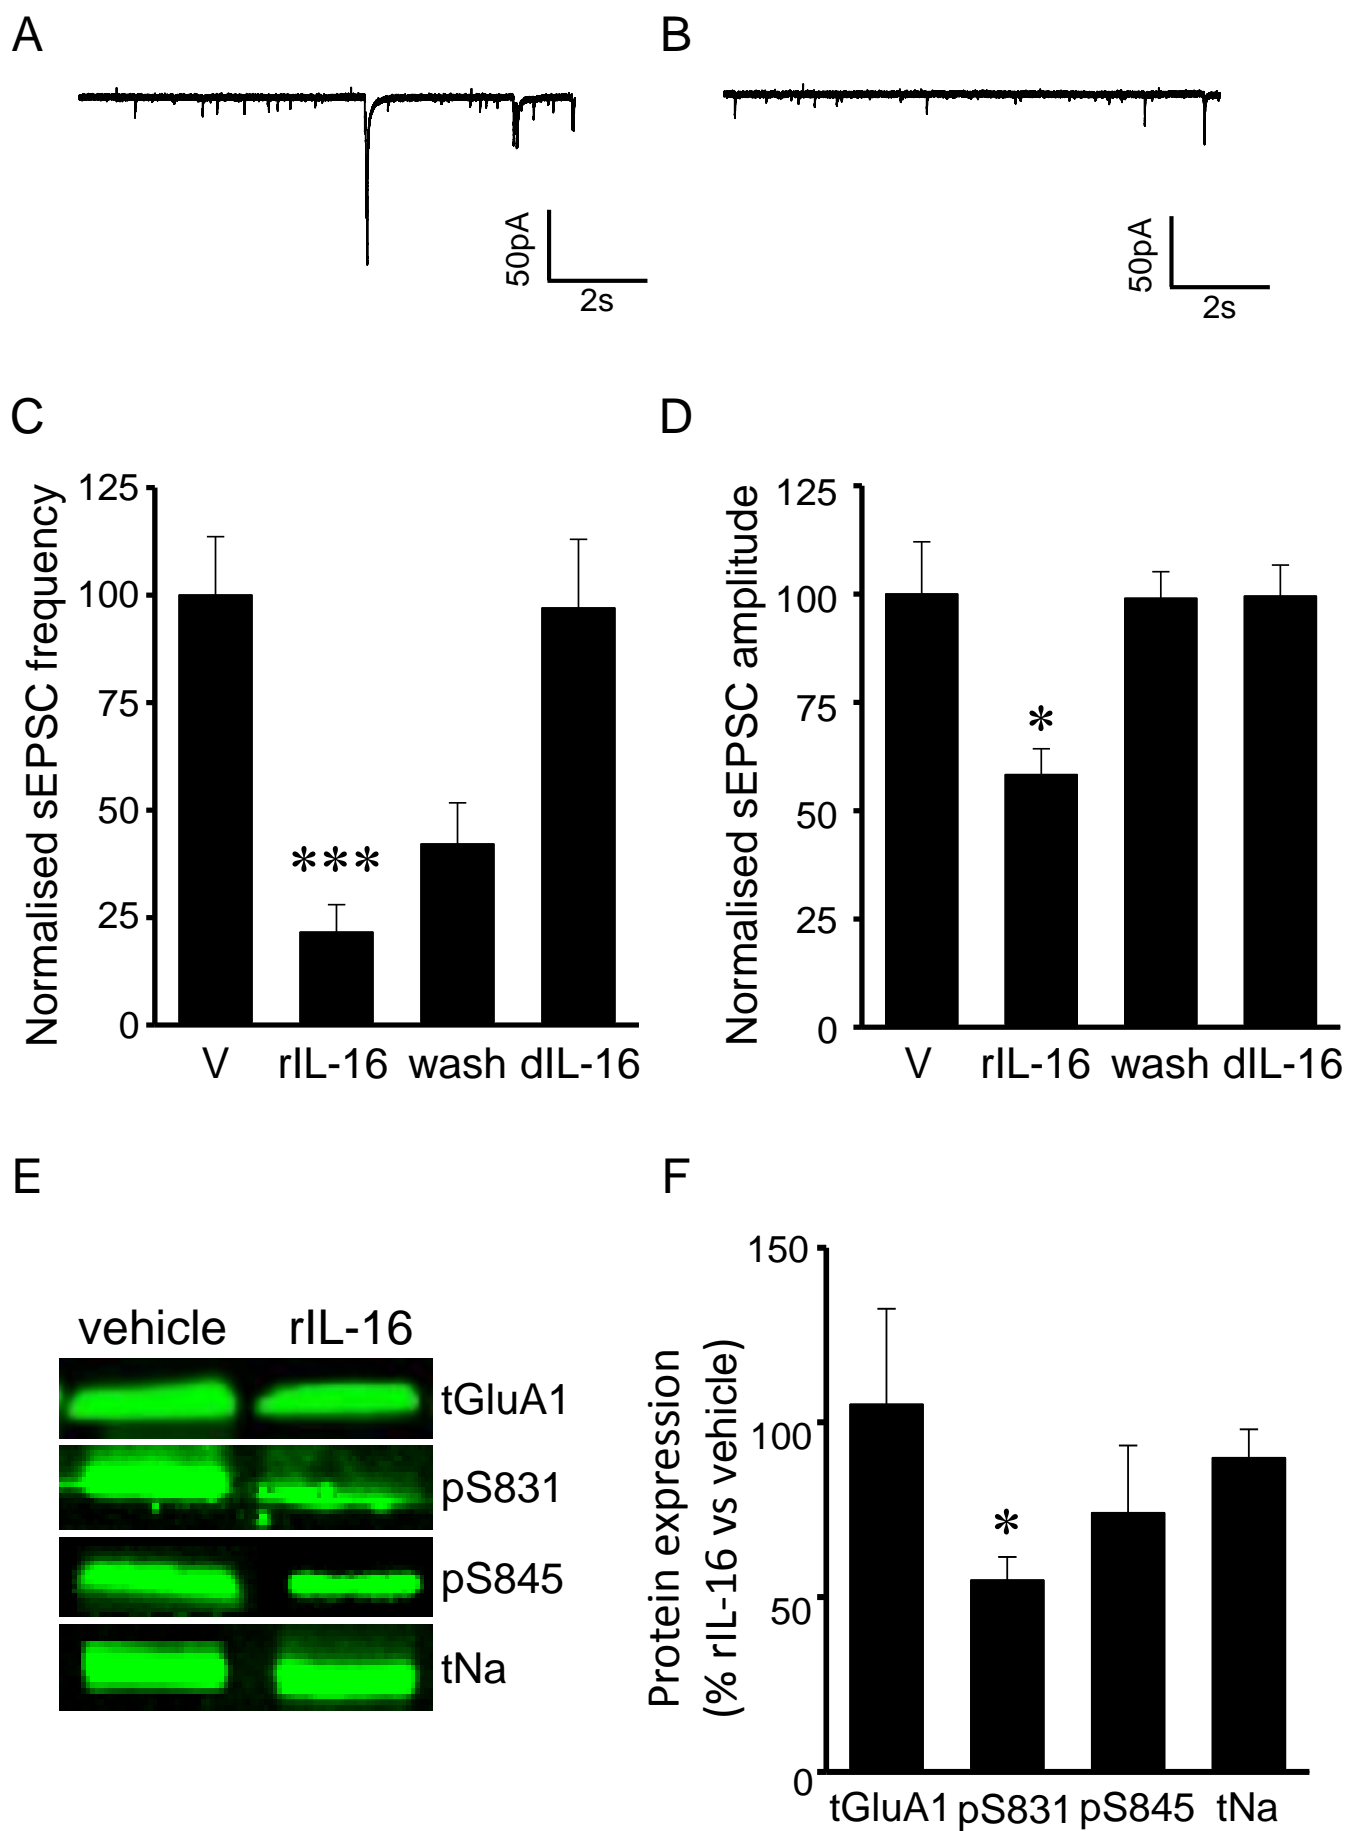 A
B
50pA
2s
50pA
2s
C
D
Normalised sEPSC frequency
125
100
75
50
25
0
***
V rIL-16 wash dIL-16
Normalised sEPSC amplitude
125
100
75
50
25
0
*
V rIL-16 wash dIL-16
E
F
vehicle rIL-16
tGluA1
pS831
pS845
tNa
Protein expression
(% rIL-16 vs vehicle)
150
100
50
0
*
tGluA1 pS831 pS845 tNa